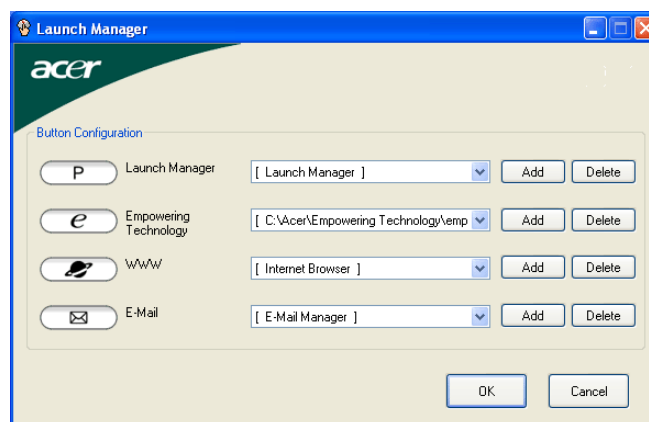 Launch Manager
acer
Button Configuration
P Launch Manager [ Launch Manager ] Add Delete
e Empowering Technology [ C:\Acer\Empowering Technology\emp Add Delete
WWW [ Internet Browser ] Add Delete
E-Mail [ E-Mail Manager ] Add Delete
OK Cancel